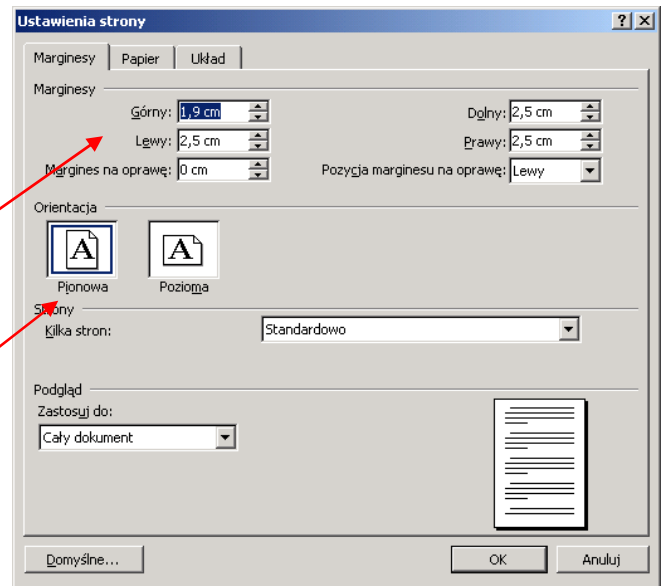 Ustawienia strony
Marginesy Papier Układ
Marginesy
Górny: 1,9 cm Dolny: 2,5 cm
Lewy: 2,5 cm Prawy: 2,5 cm
Margines na oprawę: 0 cm Pozycja marginesu na oprawę: Lewy
Orientacja
A A
Pionowa Pozioma
Strony
Kilka stron: Standardowo
Podgląd
Zastosuj do:
Cały dokument
Domyślne... OK Anuluj